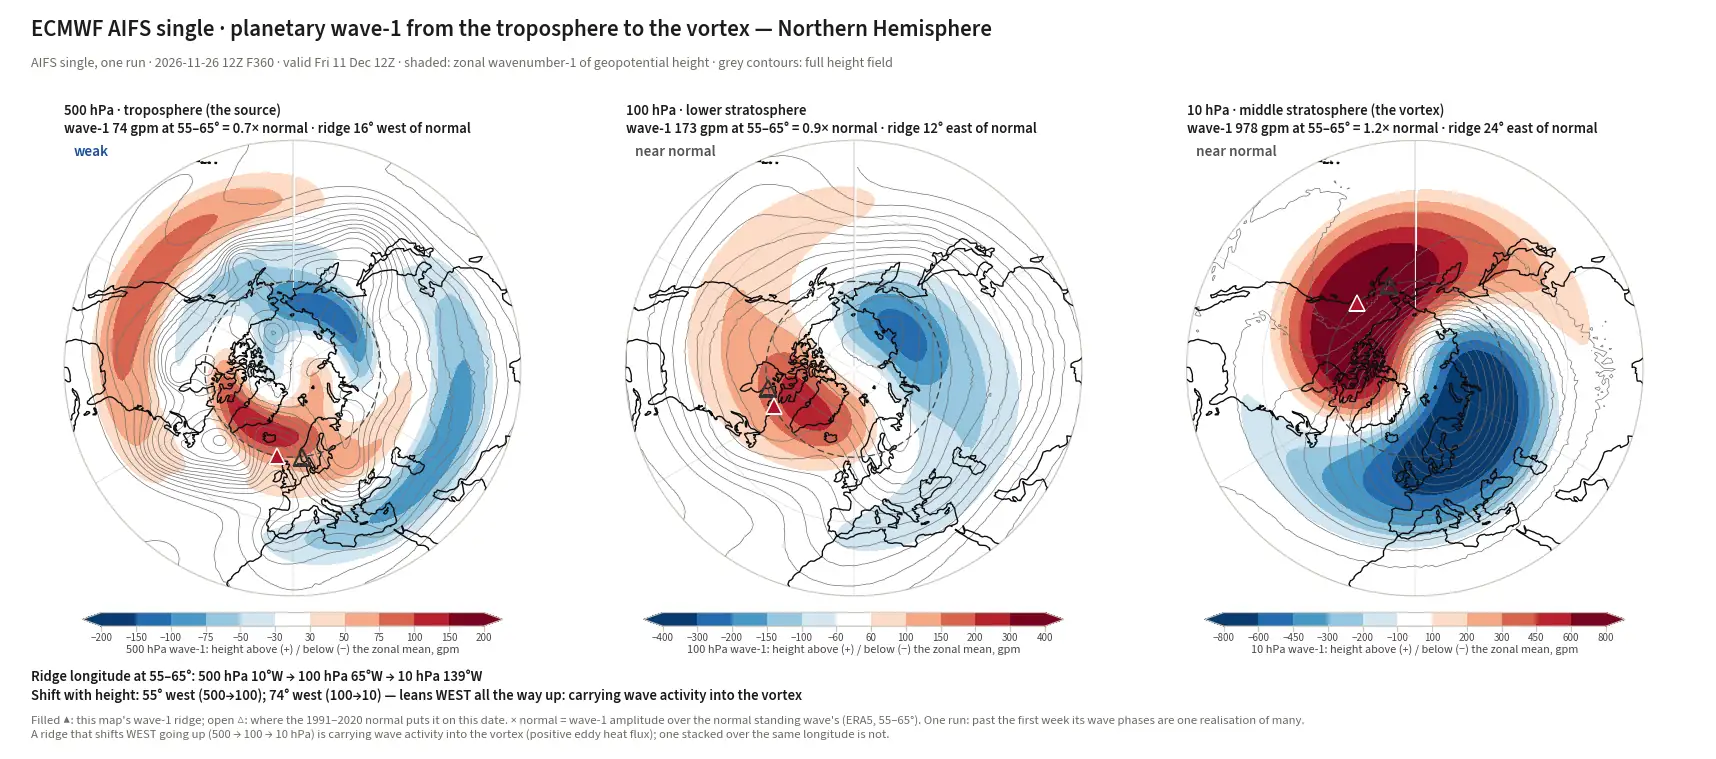 ECMWF AIFS single · planetary wave-1 from the troposphere to the vortex — Northern Hemisphere
AIFS single, one run · 2026-11-26 12Z F360 · valid Fri 11 Dec 12Z · shaded: zonal wavenumber-1 of geopotential height · grey contours: full height field
500 hPa · troposphere (the source)
wave-1 74 gpm at 55–65° = 0.7× normal · ridge 16° west of normal
weak
100 hPa · lower stratosphere
wave-1 173 gpm at 55–65° = 0.9× normal · ridge 12° east of normal
near normal
10 hPa · middle stratosphere (the vortex)
wave-1 978 gpm at 55–65° = 1.2× normal · ridge 24° east of normal
near normal
−200 −150 −100 −75 −50 −30 30 50 75 100 150 200
500 hPa wave-1: height above (+) / below (−) the zonal mean, gpm
−400 −300 −200 −150 −100 −60 60 100 150 200 300 400
100 hPa wave-1: height above (+) / below (−) the zonal mean, gpm
−800 −600 −450 −300 −200 −100 100 200 300 450 600 800
10 hPa wave-1: height above (+) / below (−) the zonal mean, gpm
Ridge longitude at 55–65°: 500 hPa 10°W → 100 hPa 65°W → 10 hPa 139°W
Shift with height: 55° west (500→100); 74° west (100→10) — leans WEST all the way up: carrying wave activity into the vortex
Filled ▲: this map's wave-1 ridge; open △: where the 1991–2020 normal puts it on this date. × normal = wave-1 amplitude over the normal standing wave's (ERA5, 55–65°). One run: past the first week its wave phases are one realisation of many.
A ridge that shifts WEST going up (500 → 100 → 10 hPa) is carrying wave activity into the vortex (positive eddy heat flux); one stacked over the same longitude is not.